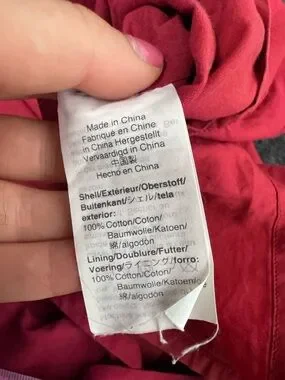 Made in China
Fabriqué en Chine
in China Hergestellt
Vervaardigd in China
中国製
Hecho en China
Shell/Extérieur/Oberstoff/
Buitenkant/シェル/tela
exterior:
100% Cotton/Coton/
Baumwolle/Katoen/
綿/algodón
Lining/Doublure/Futter/
Voering/ライニング/forro:
100% Cotton/Coton/
Baumwolle/Katoen/
綿/algodón